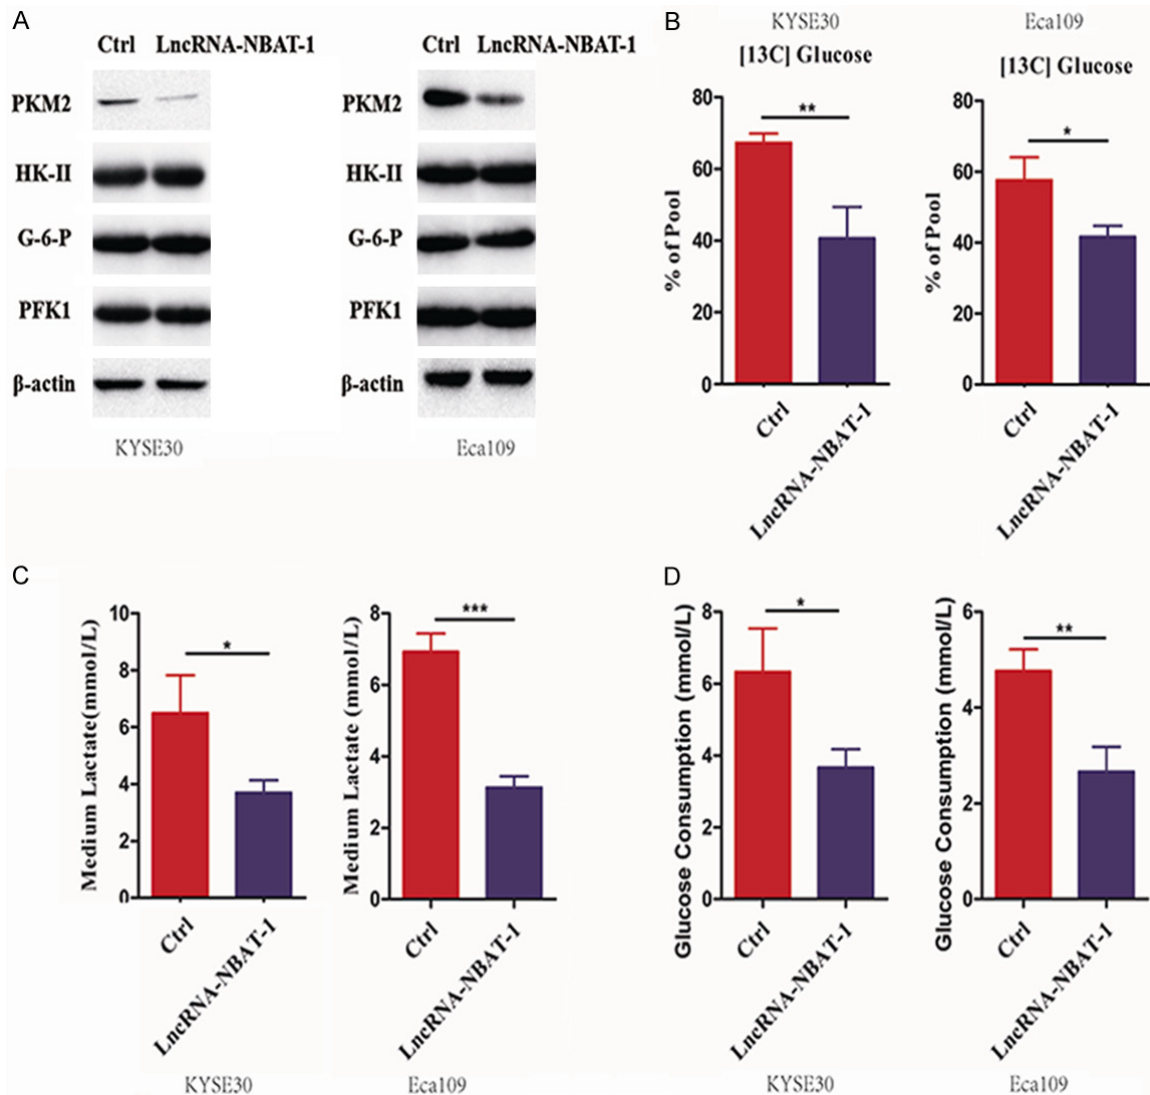 A
Ctrl LncRNA-NBAT-1
PKM2
HK-II
G-6-P
PFK1
β-actin
KYSE30
Ctrl LncRNA-NBAT-1
PKM2
HK-II
G-6-P
PFK1
β-actin
Eca109
B
KYSE30
[13C] Glucose
**
% of Pool
80
60
40
20
0
Ctrl
LncRNA-NBAT-1
Eca109
[13C] Glucose
*
% of Pool
80
60
40
20
0
Ctrl
LncRNA-NBAT-1
C
*
Medium Lactate(mmol/L)
10
8
6
4
2
0
Ctrl
LncRNA-NBAT-1
KYSE30
***
Medium Lactate (mmol/L)
8
6
4
2
0
Ctrl
LncRNA-NBAT-1
Eca109
D
*
Glucose Consumption (mmol/L)
8
6
4
2
0
Ctrl
LncRNA-NBAT-1
KYSE30
**
Glucose Consumption (mmol/L)
6
4
2
0
Ctrl
LncRNA-NBAT-1
Eca109